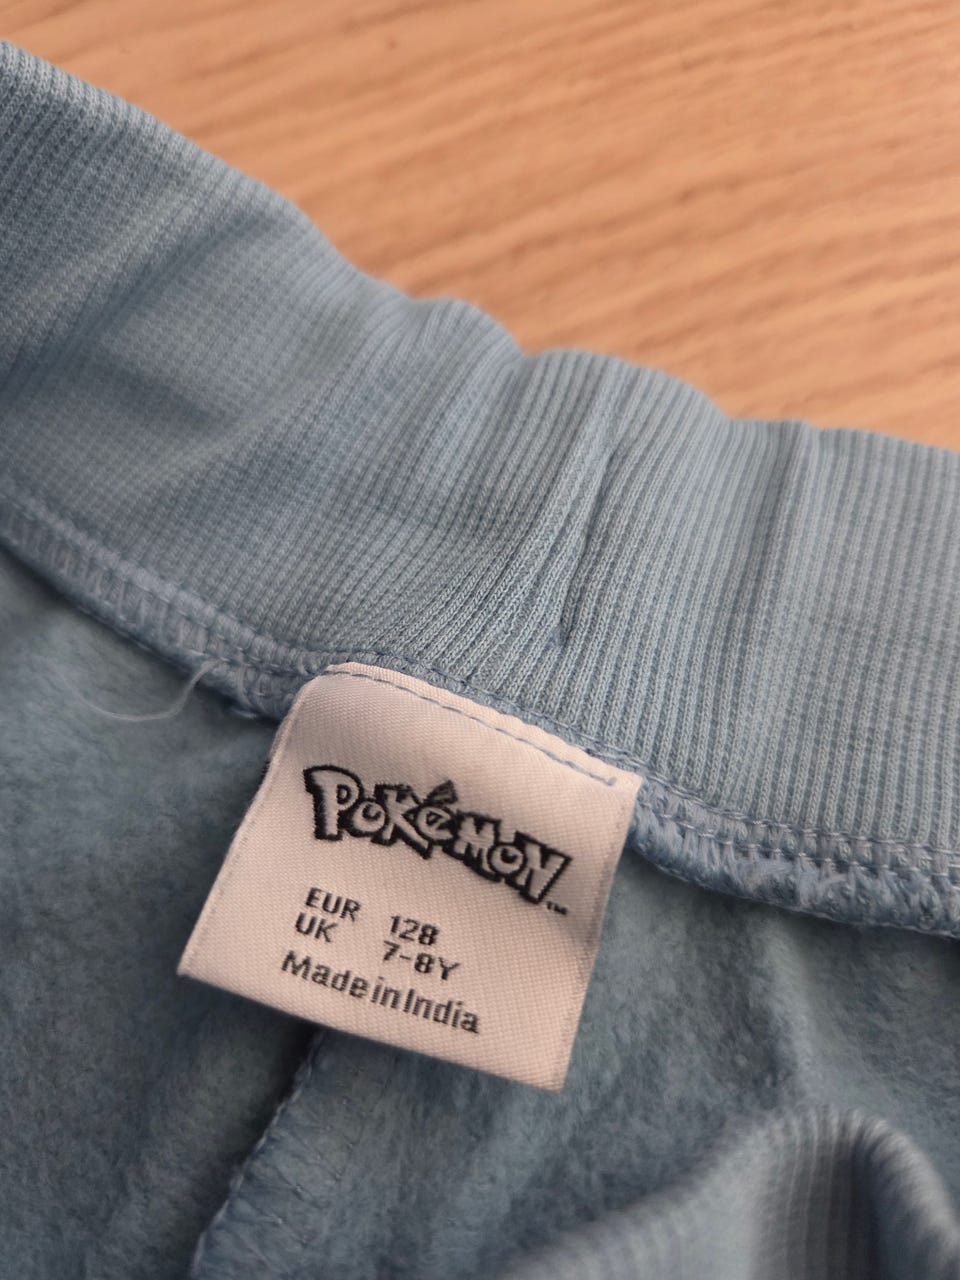 POKéMON™
EUR 128
UK 7-8Y
Made in India